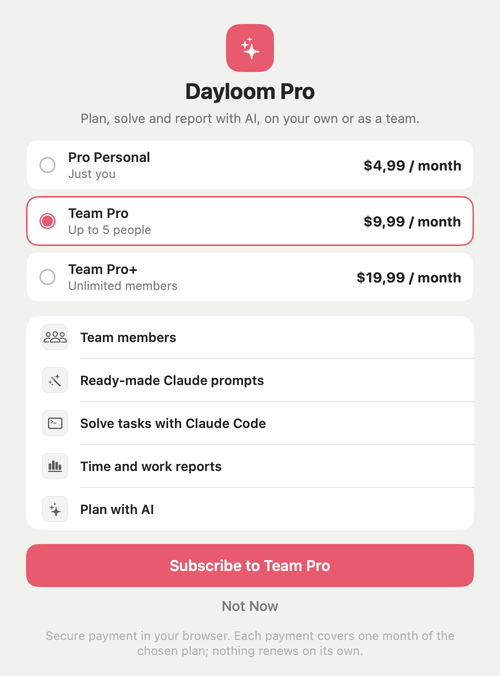 Dayloom Pro
Plan, solve and report with AI, on your own or as a team.
Pro Personal
Just you
$4,99 / month
Team Pro
Up to 5 people
$9,99 / month
Team Pro+
Unlimited members
$19,99 / month
Team members
Ready-made Claude prompts
Solve tasks with Claude Code
Time and work reports
Plan with AI
Subscribe to Team Pro
Not Now
Secure payment in your browser. Each payment covers one month of the
chosen plan; nothing renews on its own.